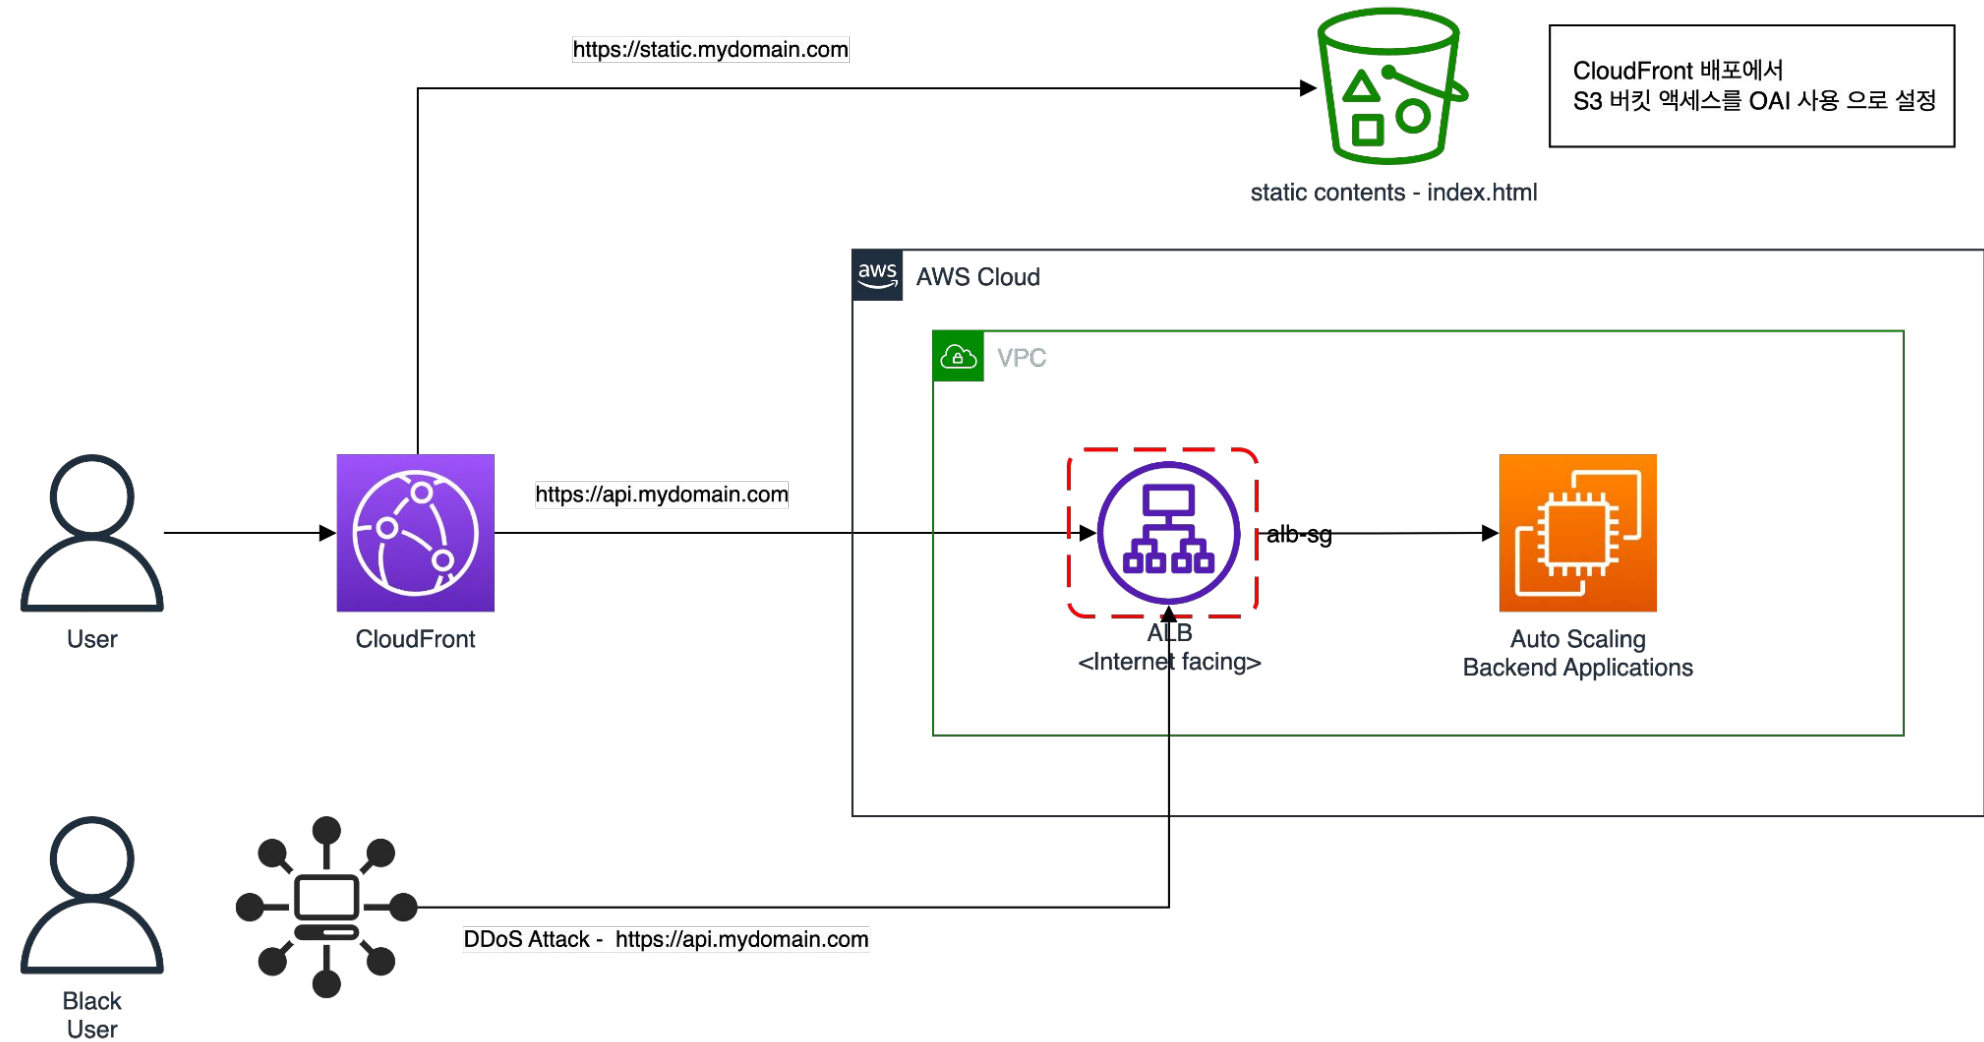 https://static.mydomain.com
CloudFront 배포에서
S3 버킷 액세스를 OAI 사용 으로 설정
static contents - index.html
aws
AWS Cloud
VPC
https://api.mydomain.com
alb-sg
User
CloudFront
ALB
<Internet facing>
Auto Scaling
Backend Applications
DDoS Attack - https://api.mydomain.com
Black
User